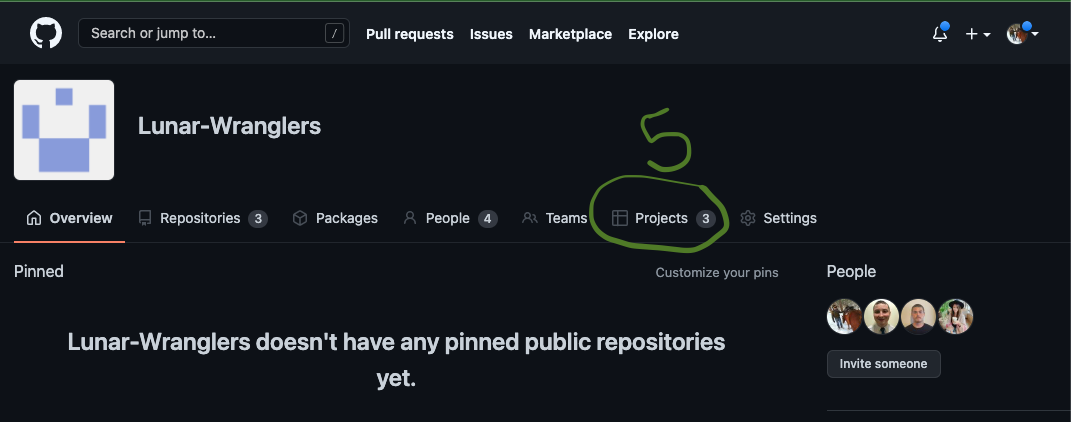 Search or jump to... /
Pull requests Issues Marketplace Explore
Lunar-Wranglers
5
Overview Repositories 3 Packages People 4 Teams Projects 3 Settings
Pinned
Customize your pins
People
Lunar-Wranglers doesn't have any pinned public repositories
yet.
Invite someone